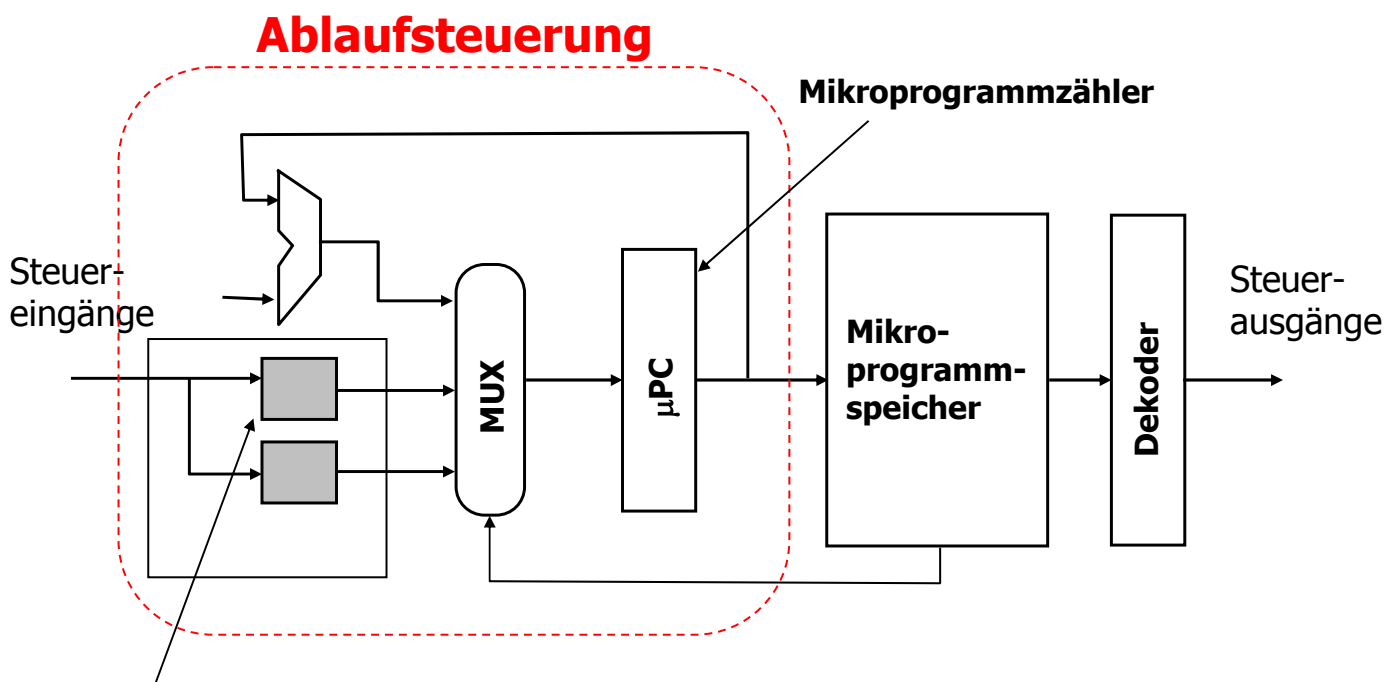 Ablaufsteuerung
Mikroprogrammzähler
Steuer-
eingänge
MUX
µPC
Mikro-
programm-
speicher
Dekoder
Steuer-
ausgänge